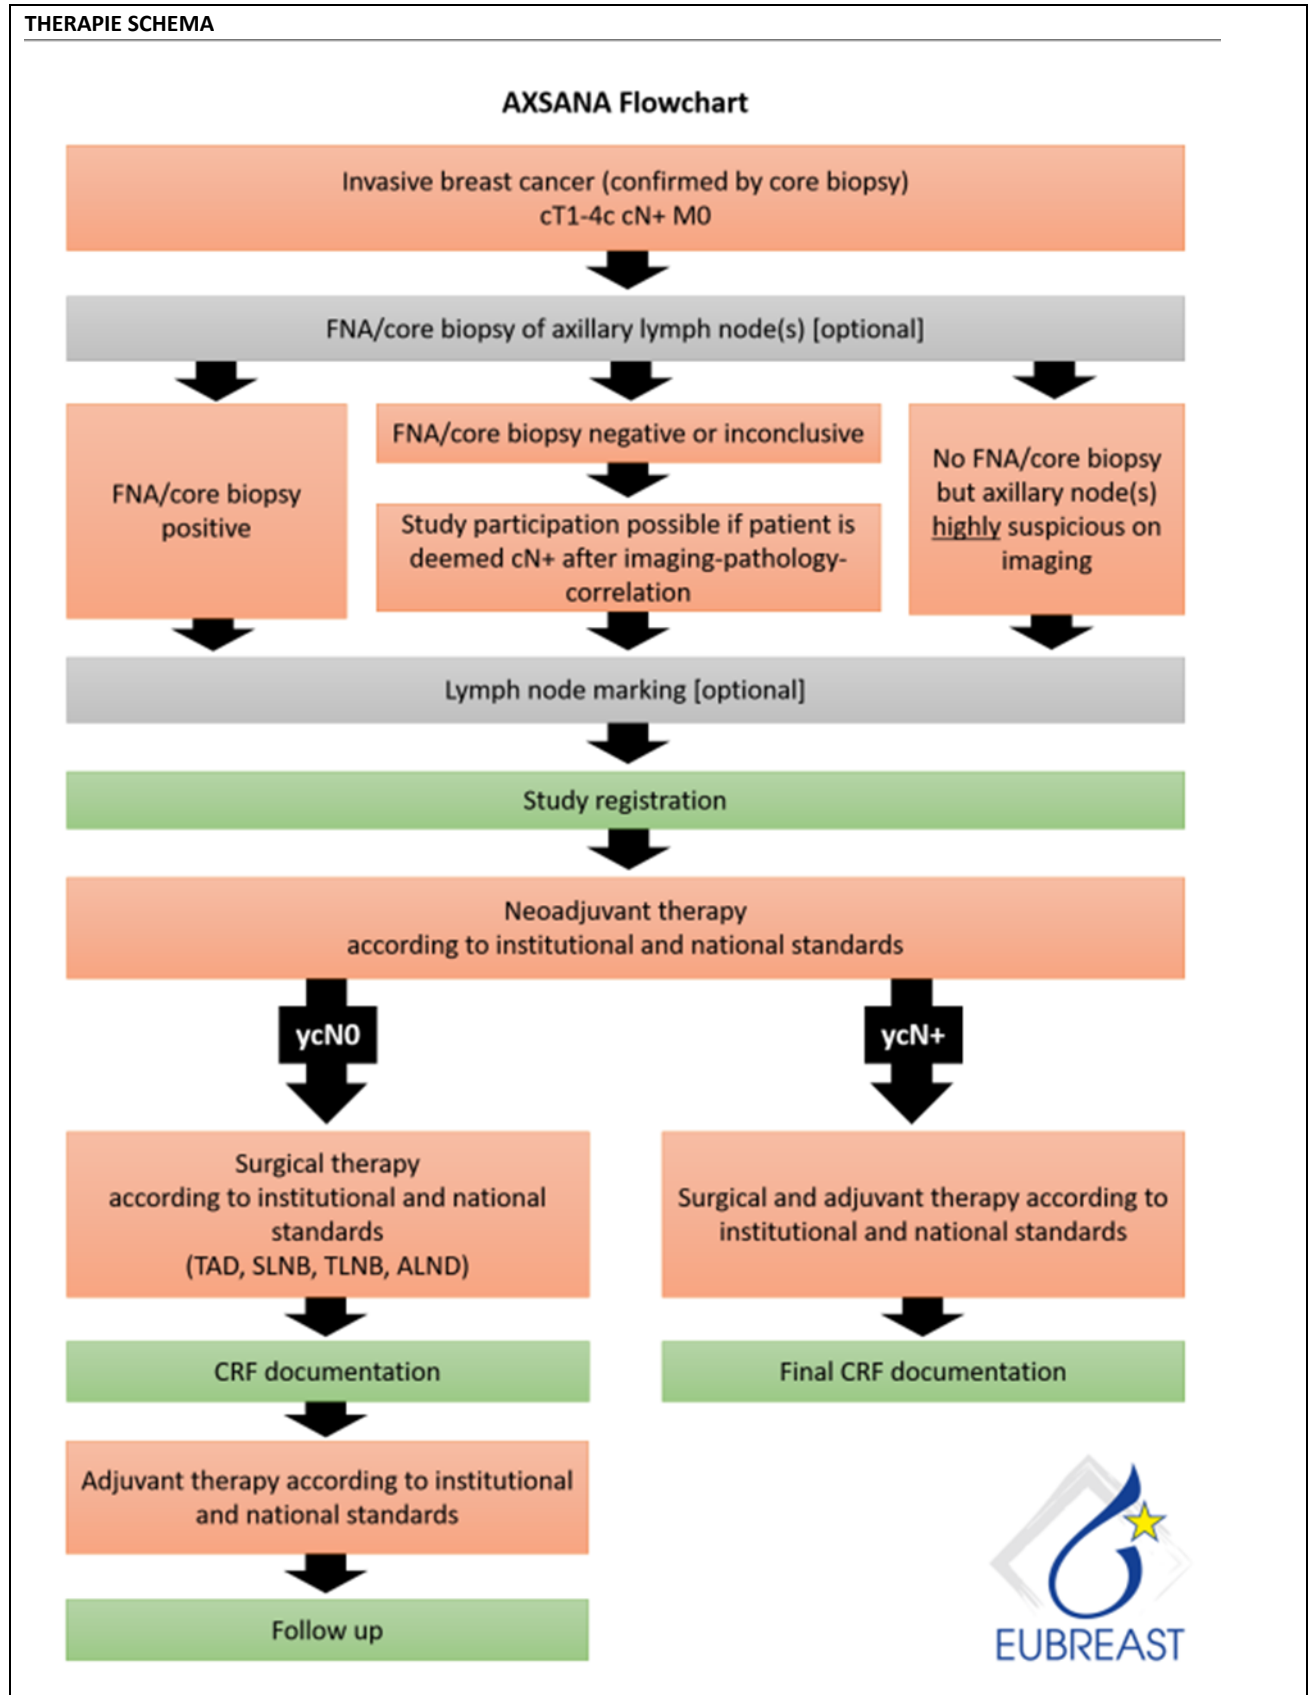 THERAPIE SCHEMA
AXSANA Flowchart
Invasive breast cancer (confirmed by core biopsy)
cT1-4c cN+ M0
FNA/core biopsy of axillary lymph node(s) [optional]
FNA/core biopsy
positive
FNA/core biopsy negative or inconclusive
Study participation possible if patient is
deemed cN+ after imaging-pathology-
correlation
No FNA/core biopsy
but axillary node(s)
highly suspicious on
imaging
Lymph node marking [optional]
Study registration
Neoadjuvant therapy
according to institutional and national standards
ycN0
ycN+
Surgical therapy
according to institutional and national
standards
(TAD, SLNB, TLNB, ALND)
Surgical and adjuvant therapy according to
institutional and national standards
CRF documentation
Final CRF documentation
Adjuvant therapy according to institutional
and national standards
Follow up
EUBREAST